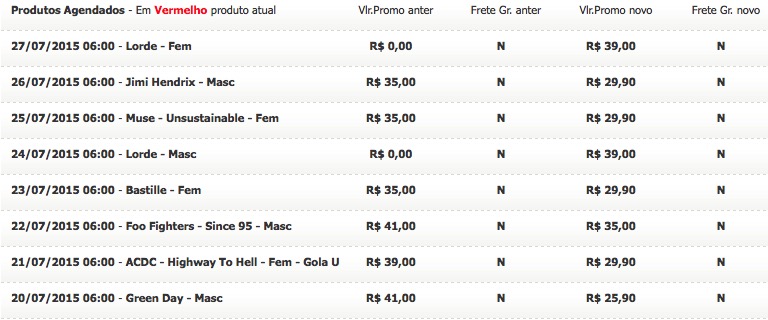 Produtos Agendados - Em Vermelho produto atual Vlr.Promo anter Frete Gr. anter Vlr.Promo novo Frete Gr. novo
27/07/2015 06:00 - Lorde - Fem R$ 0,00 N R$ 39,00 N
26/07/2015 06:00 - Jimi Hendrix - Masc R$ 35,00 N R$ 29,90 N
25/07/2015 06:00 - Muse - Unsustainable - Fem R$ 35,00 N R$ 29,90 N
24/07/2015 06:00 - Lorde - Masc R$ 0,00 N R$ 39,00 N
23/07/2015 06:00 - Bastille - Fem R$ 35,00 N R$ 29,90 N
22/07/2015 06:00 - Foo Fighters - Since 95 - Masc R$ 41,00 N R$ 35,00 N
21/07/2015 06:00 - ACDC - Highway To Hell - Fem - Gola U R$ 39,00 N R$ 29,90 N
20/07/2015 06:00 - Green Day - Masc R$ 41,00 N R$ 25,90 N